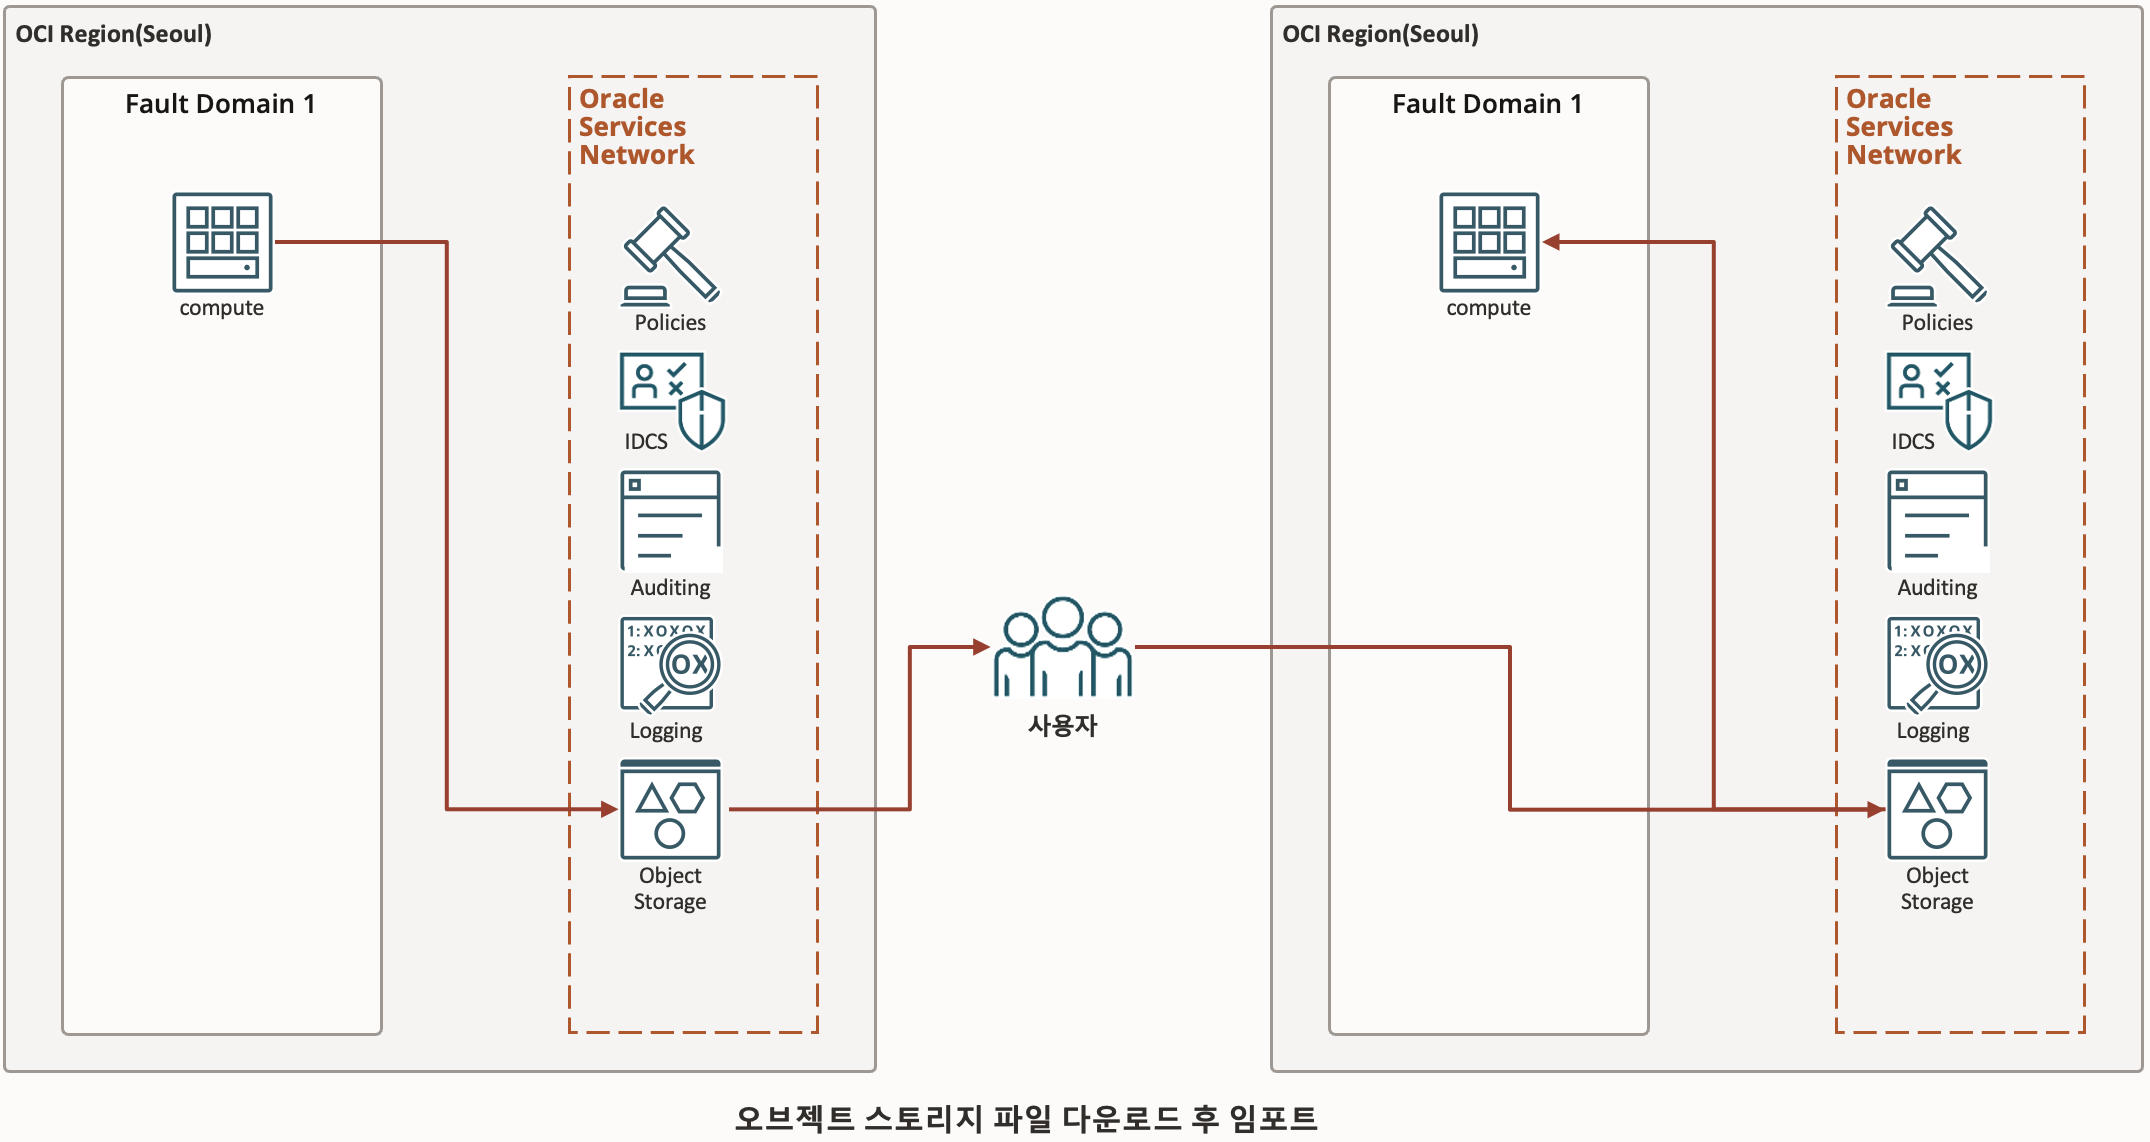 OCI Region(Seoul)
Fault Domain 1
compute
Oracle
Services
Network
Policies
IDCS
Auditing
1: XOXOX
2: XO
OX
Logging
Object
Storage
사용자
OCI Region(Seoul)
Fault Domain 1
compute
Oracle
Services
Network
Policies
IDCS
Auditing
1: XOXOX
2: XO
OX
Logging
Object
Storage
오브젝트 스토리지 파일 다운로드 후 임포트